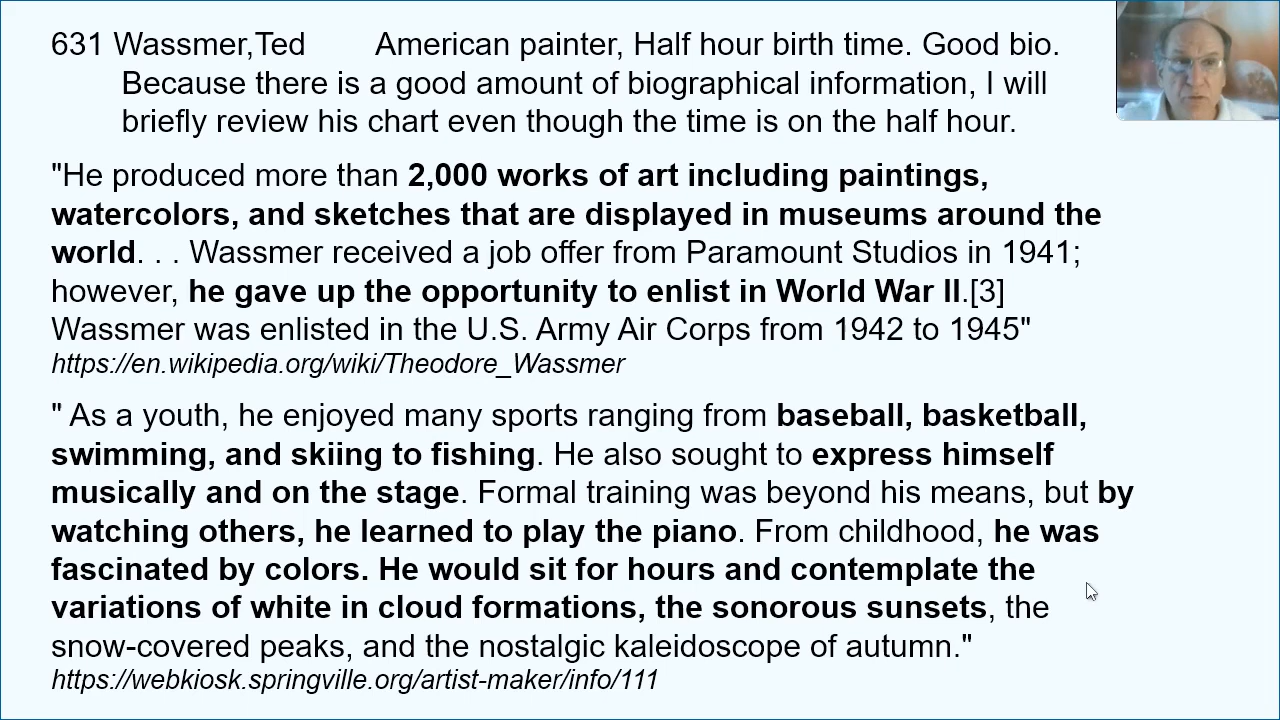 631 Wassmer,Ted American painter, Half hour birth time. Good bio.
Because there is a good amount of biographical information, I will
briefly review his chart even though the time is on the half hour.
"He produced more than 2,000 works of art including paintings,
watercolors, and sketches that are displayed in museums around the
world. . . Wassmer received a job offer from Paramount Studios in 1941;
however, he gave up the opportunity to enlist in World War II.[3]
Wassmer was enlisted in the U.S. Army Air Corps from 1942 to 1945"
https://en.wikipedia.org/wiki/Theodore_Wassmer
" As a youth, he enjoyed many sports ranging from baseball, basketball,
swimming, and skiing to fishing. He also sought to express himself
musically and on the stage. Formal training was beyond his means, but by
watching others, he learned to play the piano. From childhood, he was
fascinated by colors. He would sit for hours and contemplate the
variations of white in cloud formations, the sonorous sunsets, the
snow-covered peaks, and the nostalgic kaleidoscope of autumn."
https://webkiosk.springville.org/artist-maker/info/111